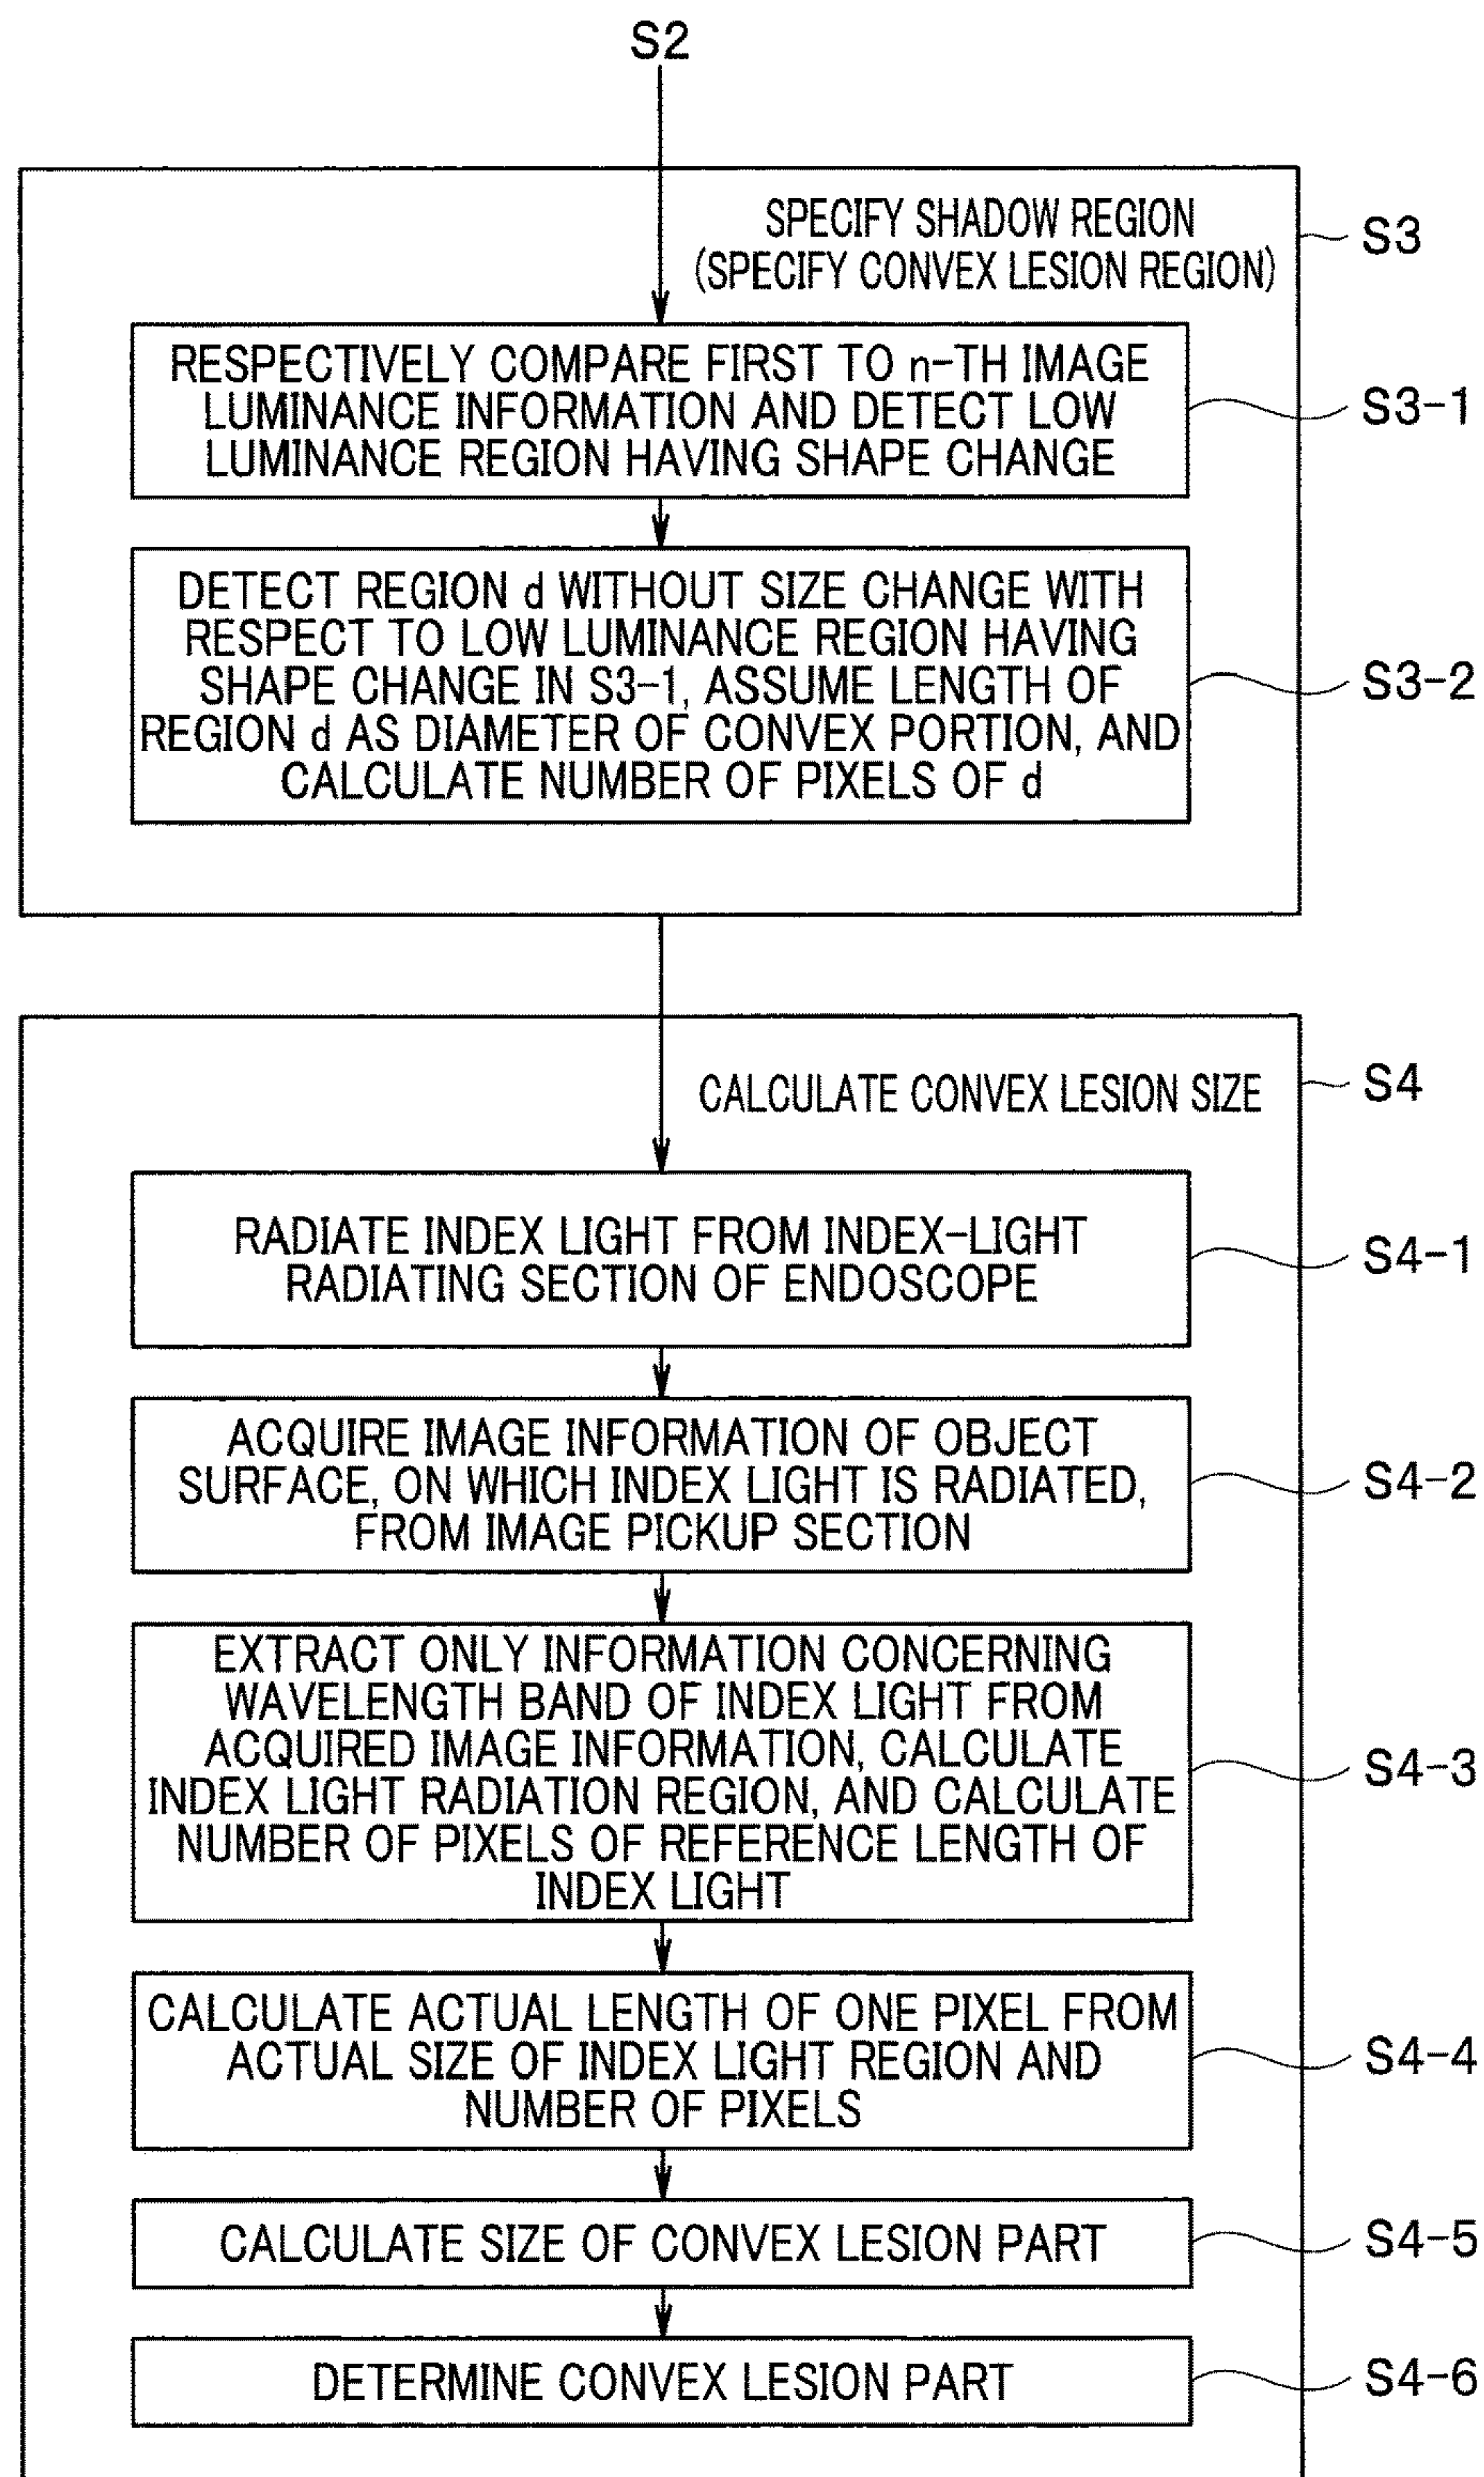 S2
SPECIFY SHADOW REGION
(SPECIFY CONVEX LESION REGION)
S3
RESPECTIVELY COMPARE FIRST TO n-TH IMAGE
LUMINANCE INFORMATION AND DETECT LOW
LUMINANCE REGION HAVING SHAPE CHANGE
S3-1
DETECT REGION d WITHOUT SIZE CHANGE WITH
RESPECT TO LOW LUMINANCE REGION HAVING
SHAPE CHANGE IN S3-1, ASSUME LENGTH OF
REGION d AS DIAMETER OF CONVEX PORTION, AND
CALCULATE NUMBER OF PIXELS OF d
S3-2
CALCULATE CONVEX LESION SIZE
S4
RADIATE INDEX LIGHT FROM INDEX-LIGHT
RADIATING SECTION OF ENDOSCOPE
S4-1
ACQUIRE IMAGE INFORMATION OF OBJECT
SURFACE, ON WHICH INDEX LIGHT IS RADIATED,
FROM IMAGE PICKUP SECTION
S4-2
EXTRACT ONLY INFORMATION CONCERNING
WAVELENGTH BAND OF INDEX LIGHT FROM
ACQUIRED IMAGE INFORMATION, CALCULATE
INDEX LIGHT RADIATION REGION, AND CALCULATE
NUMBER OF PIXELS OF REFERENCE LENGTH OF
INDEX LIGHT
S4-3
CALCULATE ACTUAL LENGTH OF ONE PIXEL FROM
ACTUAL SIZE OF INDEX LIGHT REGION AND
NUMBER OF PIXELS
S4-4
CALCULATE SIZE OF CONVEX LESION PART
S4-5
DETERMINE CONVEX LESION PART
S4-6